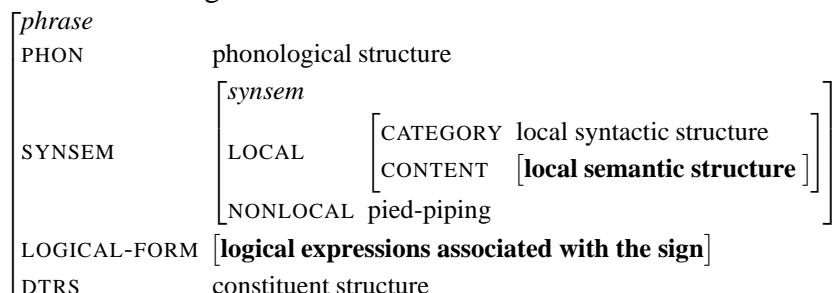 phrase
PHON phonological structure
synsem
CATEGORY local syntactic structure
SYNSEM LOCAL
CONTENT [local semantic structure ]
NONLOCAL pied-piping
LOGICAL-FORM [logical expressions associated with the sign]
DTRS constituent structure